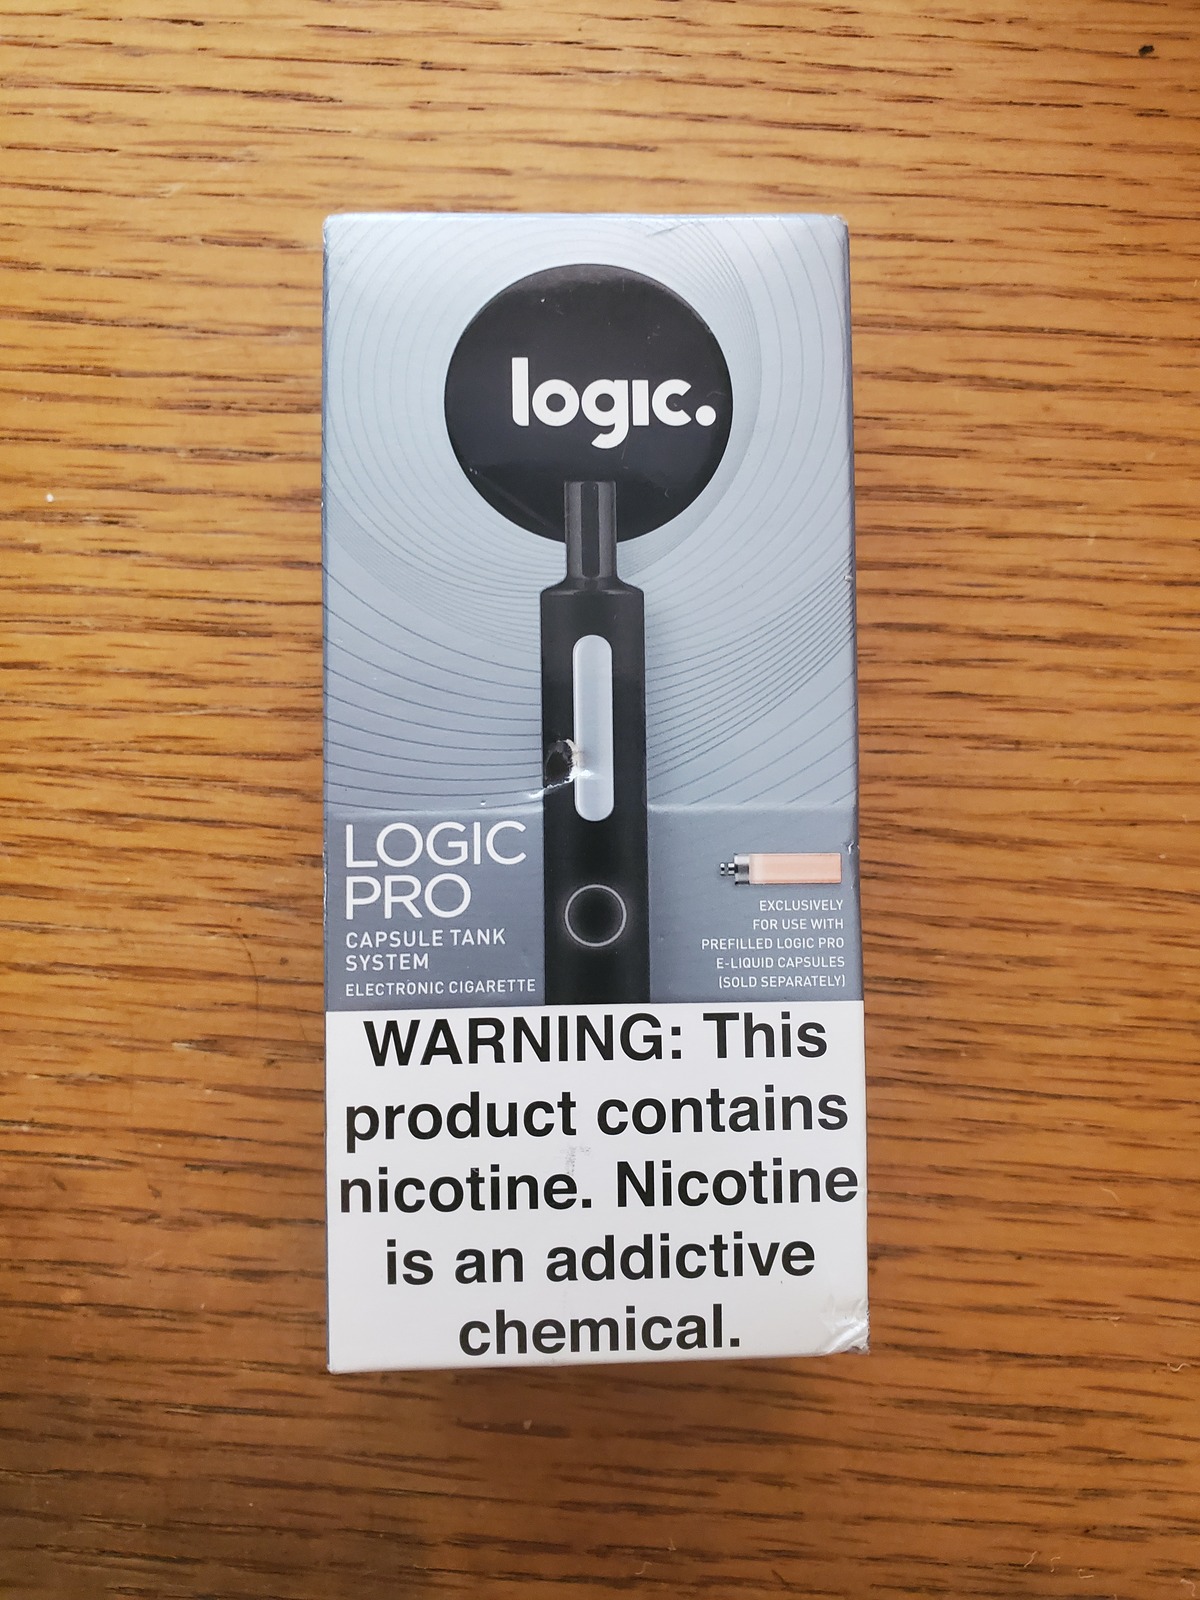 logic.
LOGIC
PRO
CAPSULE TANK
SYSTEM
ELECTRONIC CIGARETTE
EXCLUSIVELY
FOR USE WITH
PREFILLED LOGIC PRO
E-LIQUID CAPSULES
(SOLD SEPARATELY)
WARNING: This
product contains
nicotine. Nicotine
is an addictive
chemical.